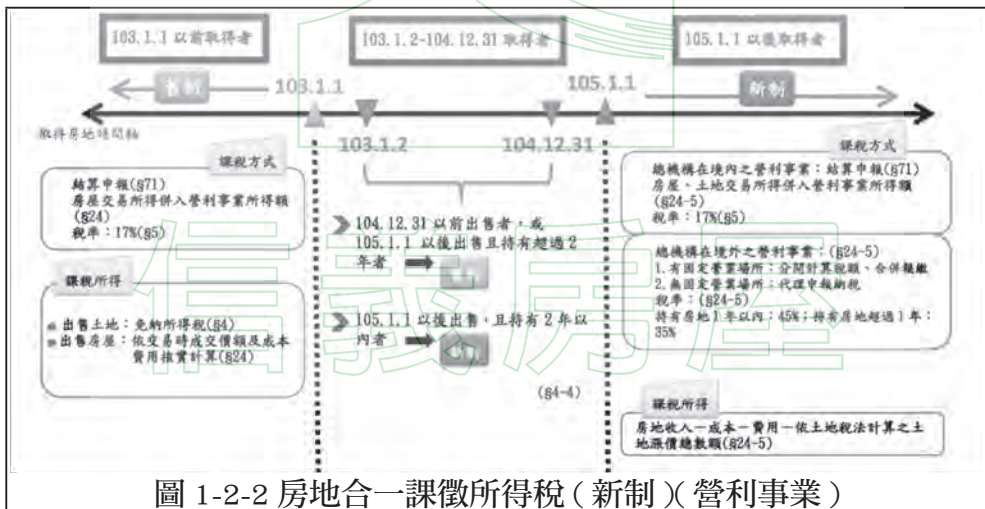 103.1.1 以前取得者
103.1.2-104.12.31 取得者
105.1.1 以後取得者
舊制
103.1.1
105.1.1
新制
取得房地時間軸
103.1.2
104.12.31
課稅方式
結算申報(§71)
房屋交易所得併入營利事業所得額
(§24)
稅率：17%(§5)
課稅所得
出售土地：免納所得稅(§4)
出售房屋：依交易時成交價額及成本
費用核實計算(§24)
104.12.31 以前出售者，或
105.1.1 以後出售且持有超過 2
年者
105.1.1 以後出售，且持有 2 年以
內者
(§4-4)
課稅方式
總機構在境內之營利事業：結算申報(§71)
房屋、土地交易所得併入營利事業所得額
(§24-5)
稅率：17%(§5)
總機構在境外之營利事業：(§24-5)
1.有固定營業場所：分開計算稅額、合併報繳
2.無固定營業場所：代理申報納稅
稅率：(§24-5)
持有房地 1 年以內：45%；持有房地超過 1 年：
35%
課稅所得
房地收入－成本－費用－依土地稅法計算之土
地漲價總數額(§24-5)
信義房屋
圖 1-2-2 房地合一課徵所得稅 ( 新制 )( 營利事業 )